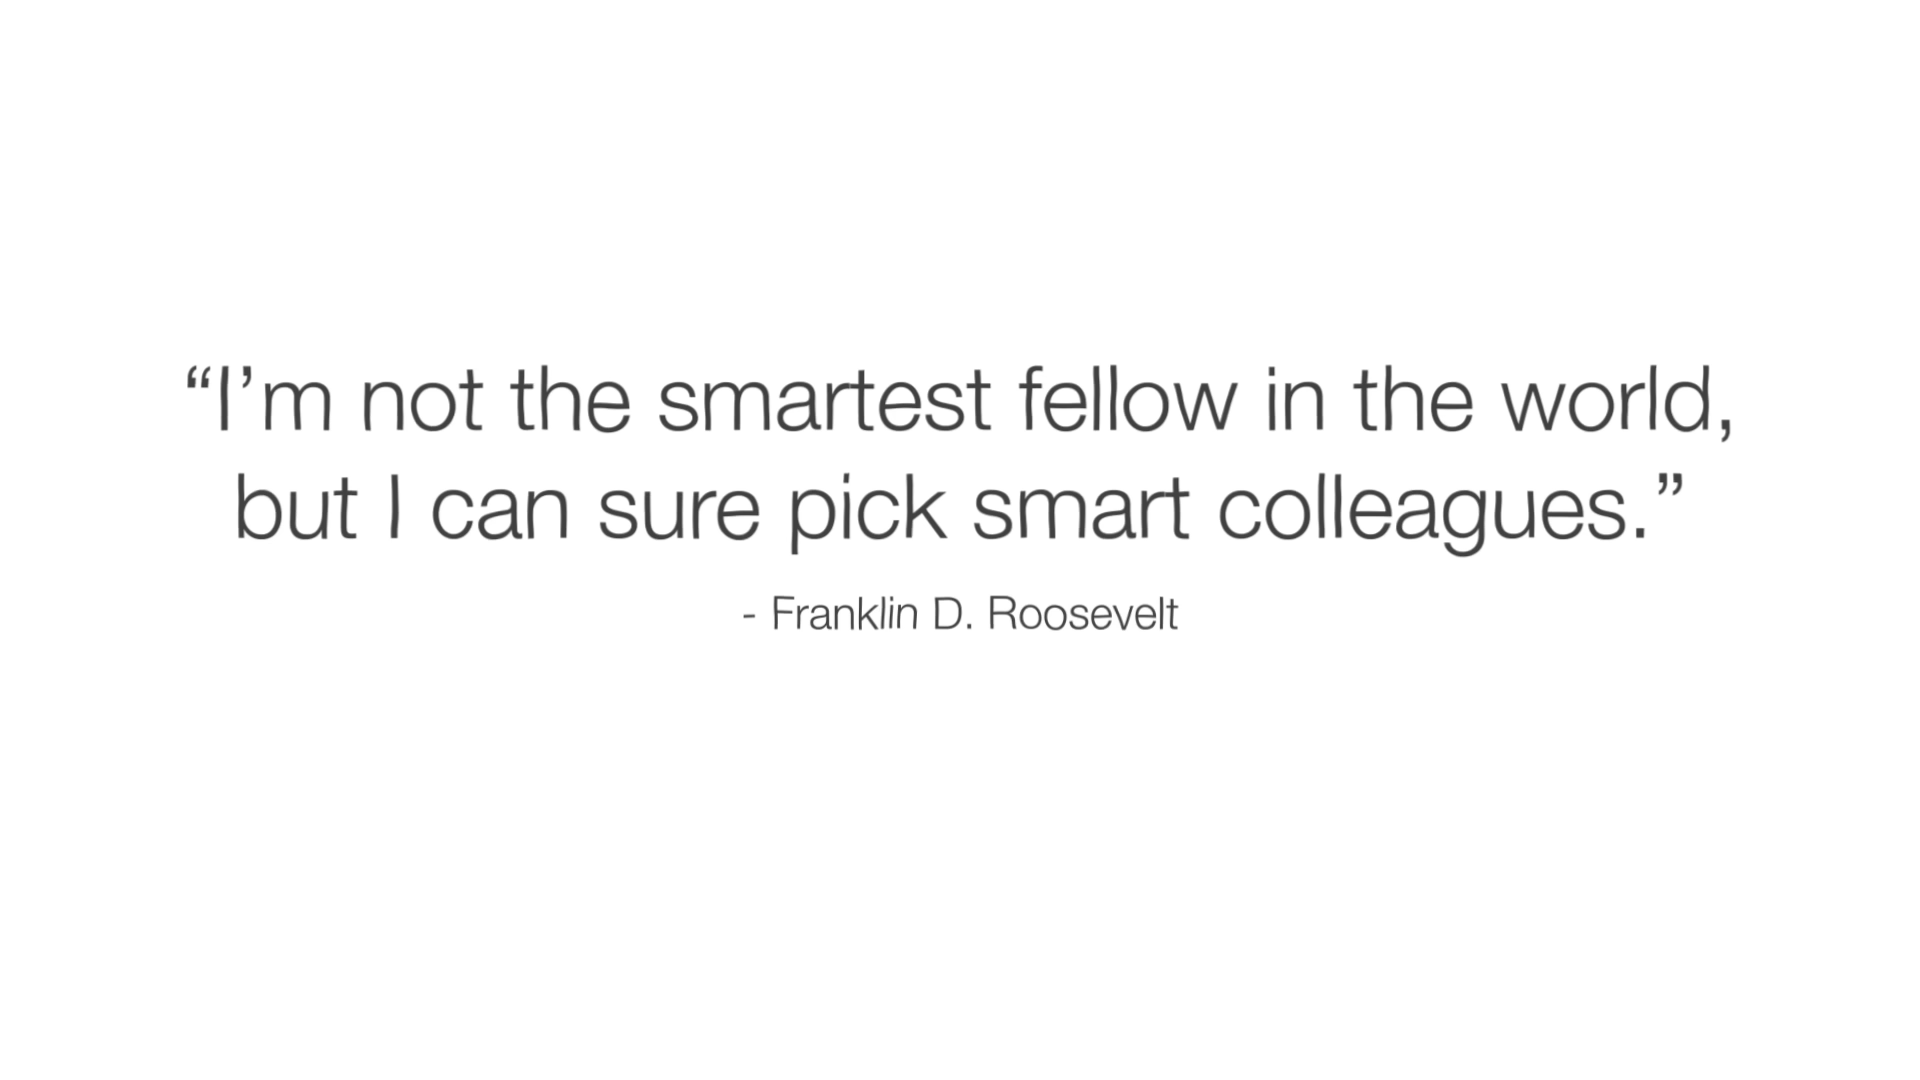 “I’m not the smartest fellow in the world,
but I can sure pick smart colleagues.”
- Franklin D. Roosevelt